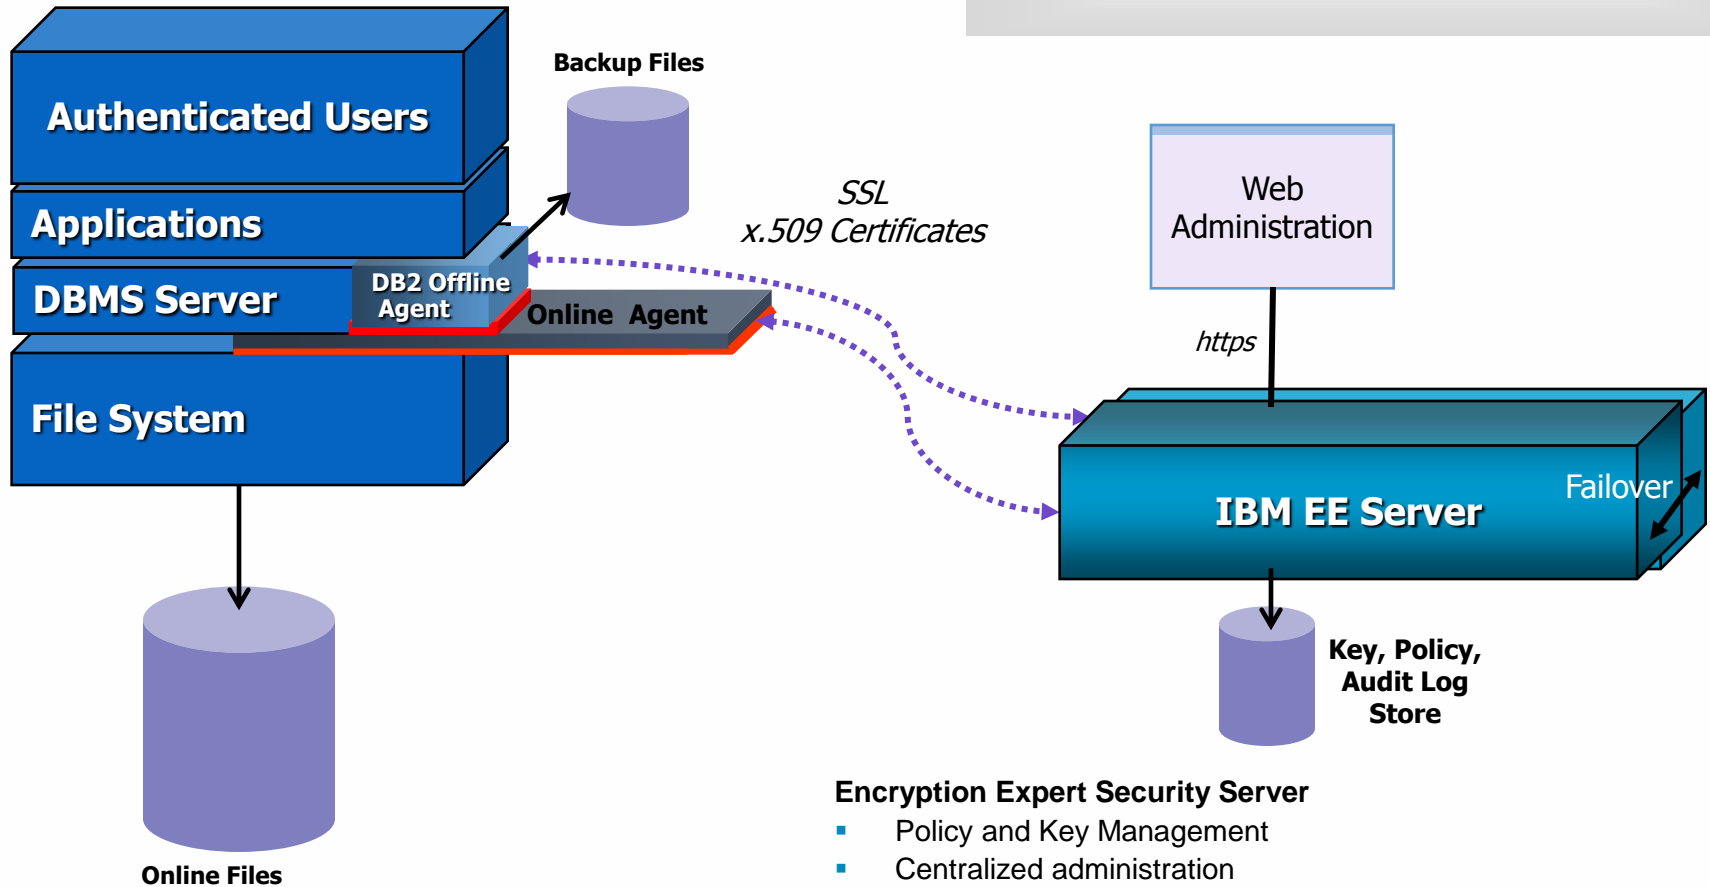 Backup Files
Authenticated Users
Applications
DBMS Server
DB2 Offline
Agent
Online Agent
File System
Online Files
SSL
x.509 Certificates
Web
Administration
https
Failover
IBM EE Server
Key, Policy,
Audit Log
Store
Encryption Expert Security Server
▪ Policy and Key Management
▪ Centralized administration